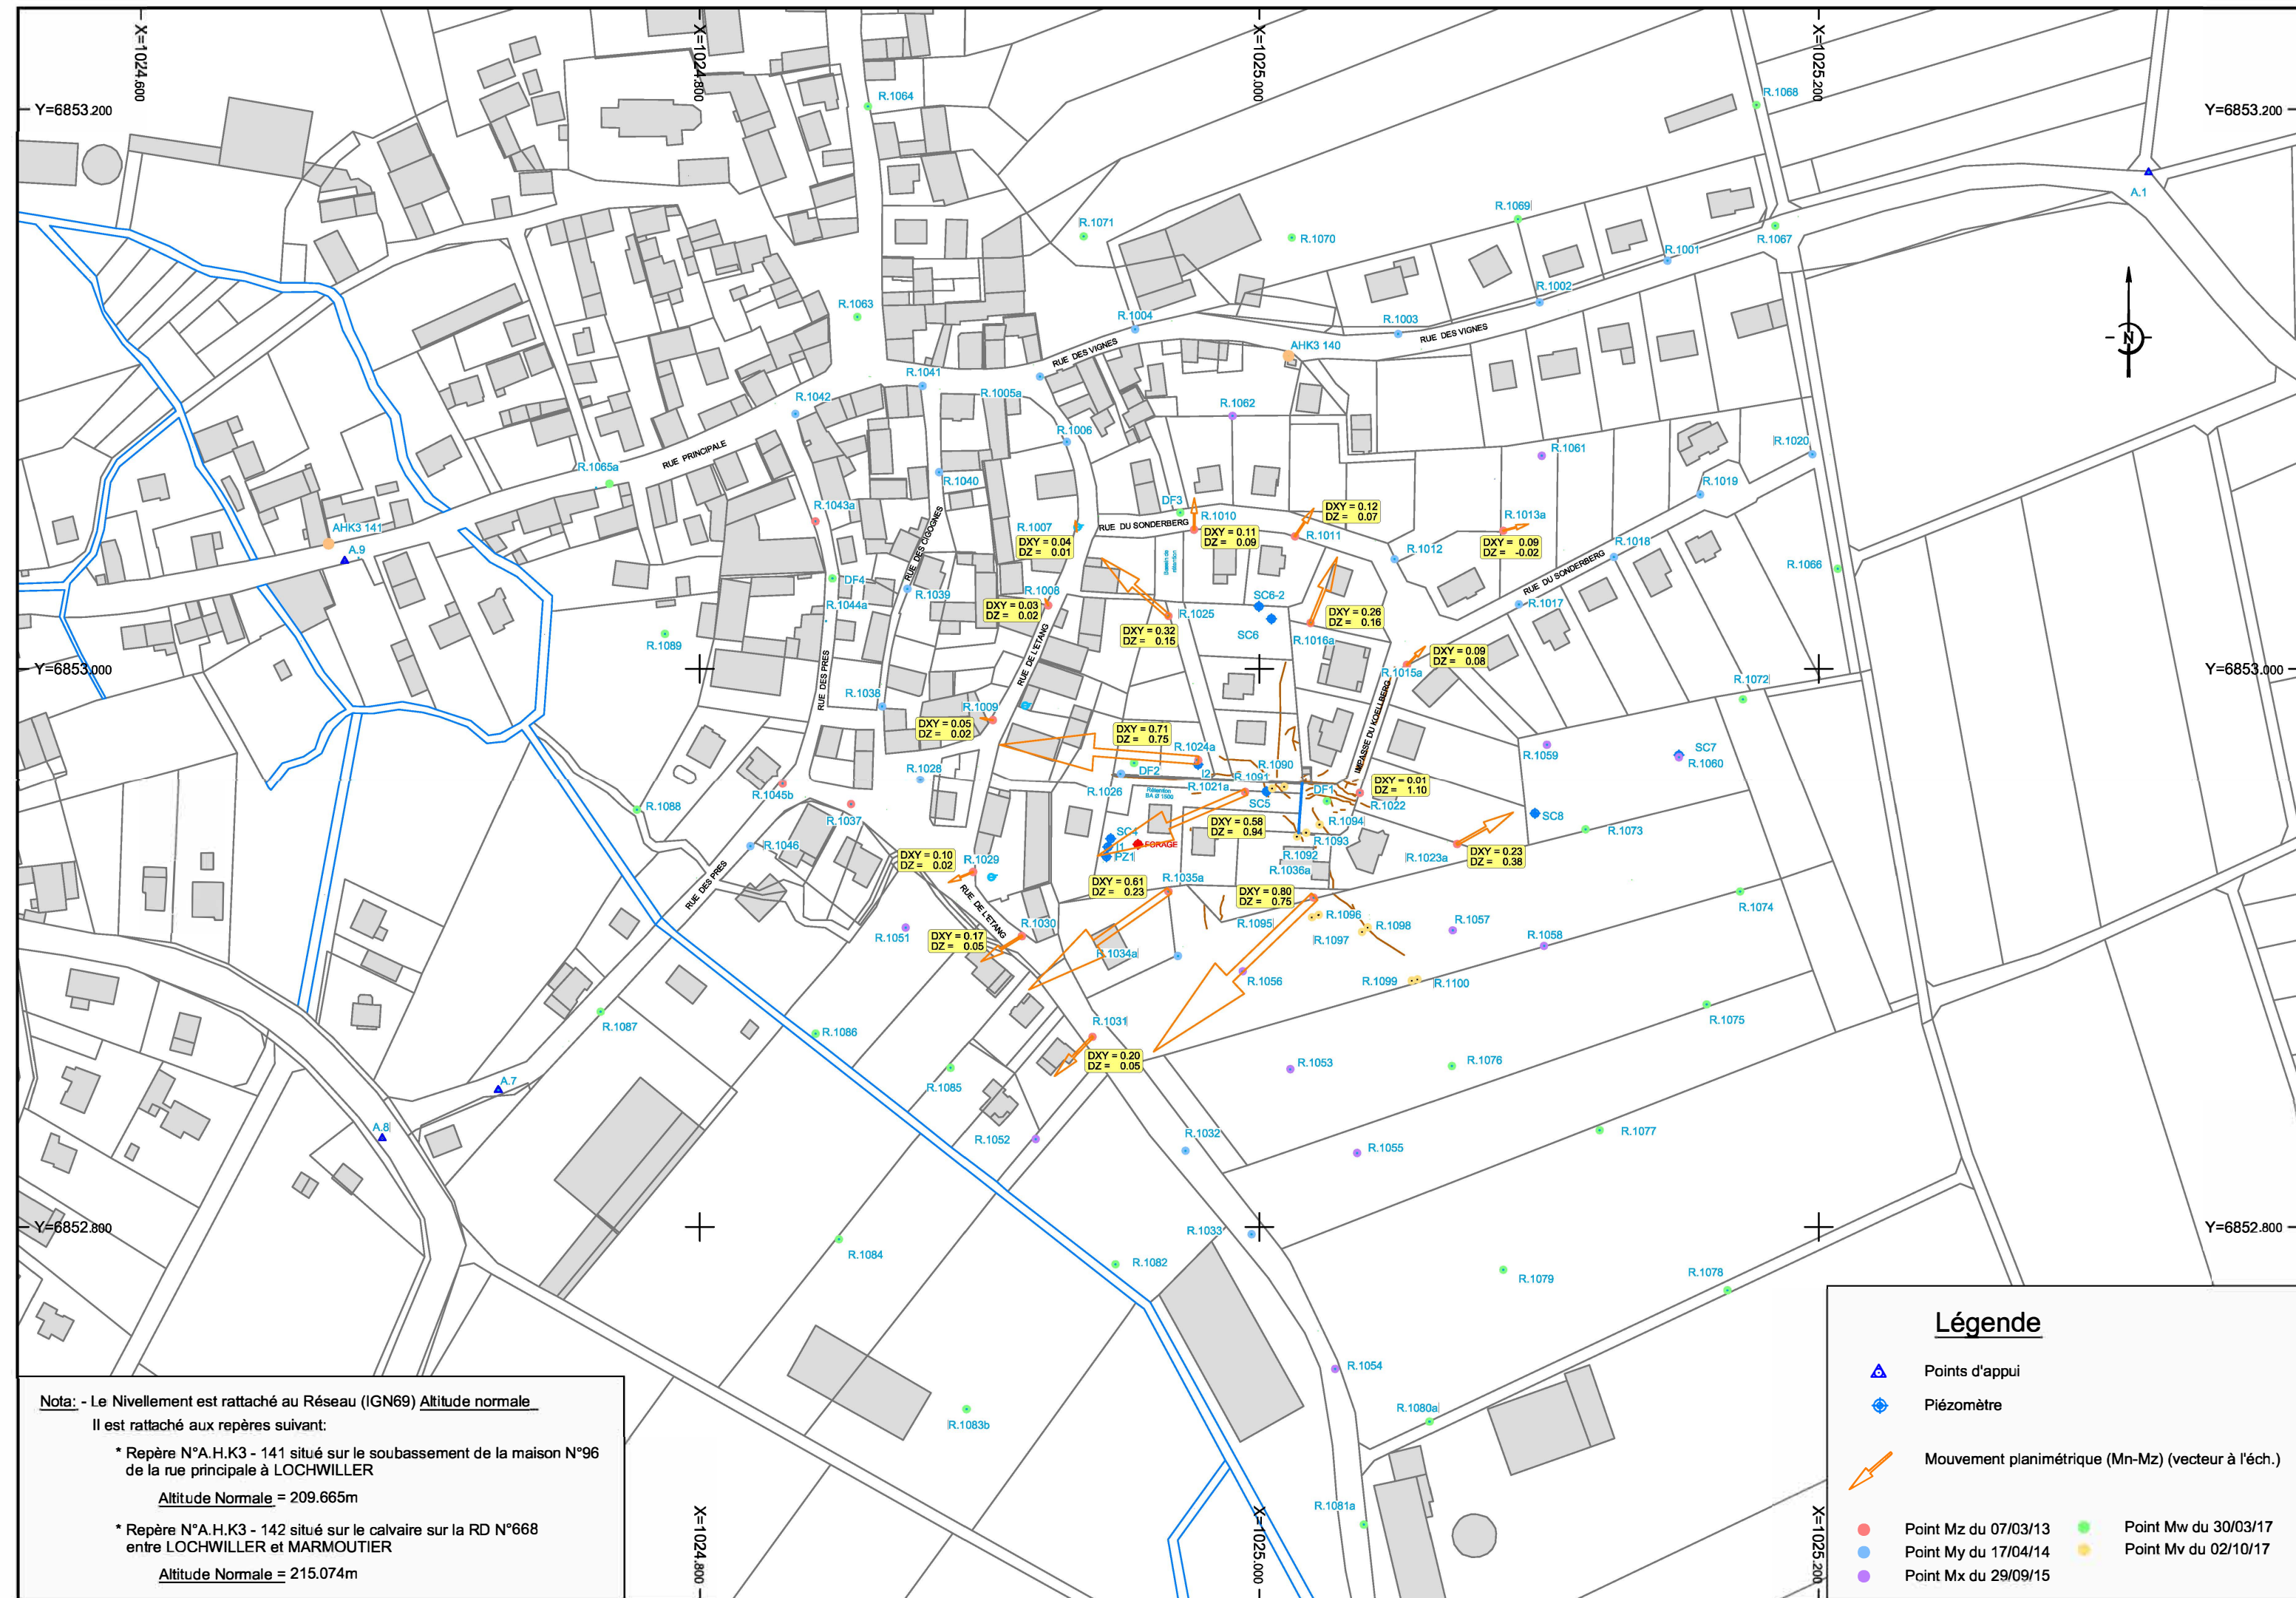 X=1024.600
X=1024.800
X=1025.000
X=1025.200
Y=6853.200
Y=6853.200
R.1064
R.1068
A.1
R.1069
R.1071
R.1070
R.1067
R.1001
R.1002
R.1063
R.1004
R.1003
RUE DES VIGNES
RUE DES VIGNES
AHK3 140
N
R.1041
R.1005a
R.1042
R.1062
R.1006
R.1020
R.1061
RUE PRINCIPALE
R.1065a
R.1040
R.1019
R.1043a
DF3
R.1010
DXY = 0.12
DZ = 0.07
R.1013a
AHK3 141
R.1007
RUE DU SONDERBERG
DXY = 0.11
DZ = 0.09
R.1011
A.9
DXY = 0.04
DZ = 0.01
RUE DES CIGOGNES
Bassin de
rétention
R.1012
DXY = 0.09
DZ = -0.02
R.1018
RUE DU SONDERBERG
R.1066
DF4
R.1039
R.1008
SC6-2
R.1044a
DXY = 0.03
DZ = 0.02
R.1025
R.1017
DXY = 0.26
DZ = 0.16
DXY = 0.32
DZ = 0.15
SC6
R.1016a
R.1089
RUE DE L'ETANG
DXY = 0.09
DZ = 0.08
Y=6853.000
Y=6853.000
R.1015a
RUE DES PRES
R.1038
R.1072
R.1009
IMPASSE DU KOELLBERG
DXY = 0.05
DZ = 0.02
DXY = 0.71
DZ = 0.75
R.1024a
R.1059
SC7
R.1060
R.1028
DF2
I2
R.1090
R.1091
R.1045b
R.1026
Rétention
BA Ø 1500
R.1021a
DF1
DXY = 0.01
DZ = 1.10
R.1088
SC5
R.1022
R.1037
DXY = 0.58
DZ = 0.94
R.1094
SC8
R.1073
SC4
R.1093
R.1046
I1
FORAGE
PZ1
R.1092
R.1023a
DXY = 0.23
DZ = 0.38
DXY = 0.10
DZ = 0.02
R.1029
R.1036a
DXY = 0.61
DZ = 0.23
R.1035a
DXY = 0.80
DZ = 0.75
RUE DES PRES
RUE DE L'ETANG
R.1074
R.1030
R.1095
R.1096
R.1098
R.1057
R.1051
DXY = 0.17
DZ = 0.05
R.1097
R.1058
R.1034a
R.1056
R.1099
R.1100
R.1087
R.1086
R.1031
R.1075
DXY = 0.20
DZ = 0.05
R.1053
R.1076
A.7
R.1085
A.8
R.1052
R.1032
R.1055
R.1077
Y=6852.800
Y=6852.800
R.1033
R.1084
R.1082
R.1079
R.1078
R.1054
R.1080a
R.1083b
R.1081a
X=1024.800
X=1025.000
X=1025.200
Nota: - Le Nivellement est rattaché au Réseau (IGN69) Altitude normale
Il est rattaché aux repères suivant:
* Repère N°A.H.K3 - 141 situé sur le soubassement de la maison N°96
de la rue principale à LOCHWILLER
Altitude Normale = 209.665m
* Repère N°A.H.K3 - 142 situé sur le calvaire sur la RD N°668
entre LOCHWILLER et MARMOUTIER
Altitude Normale = 215.074m
Légende
Points d'appui
Piézomètre
Mouvement planimétrique (Mn-Mz) (vecteur à l'éch.)
Point Mz du 07/03/13
Point Mw du 30/03/17
Point My du 17/04/14
Point Mv du 02/10/17
Point Mx du 29/09/15